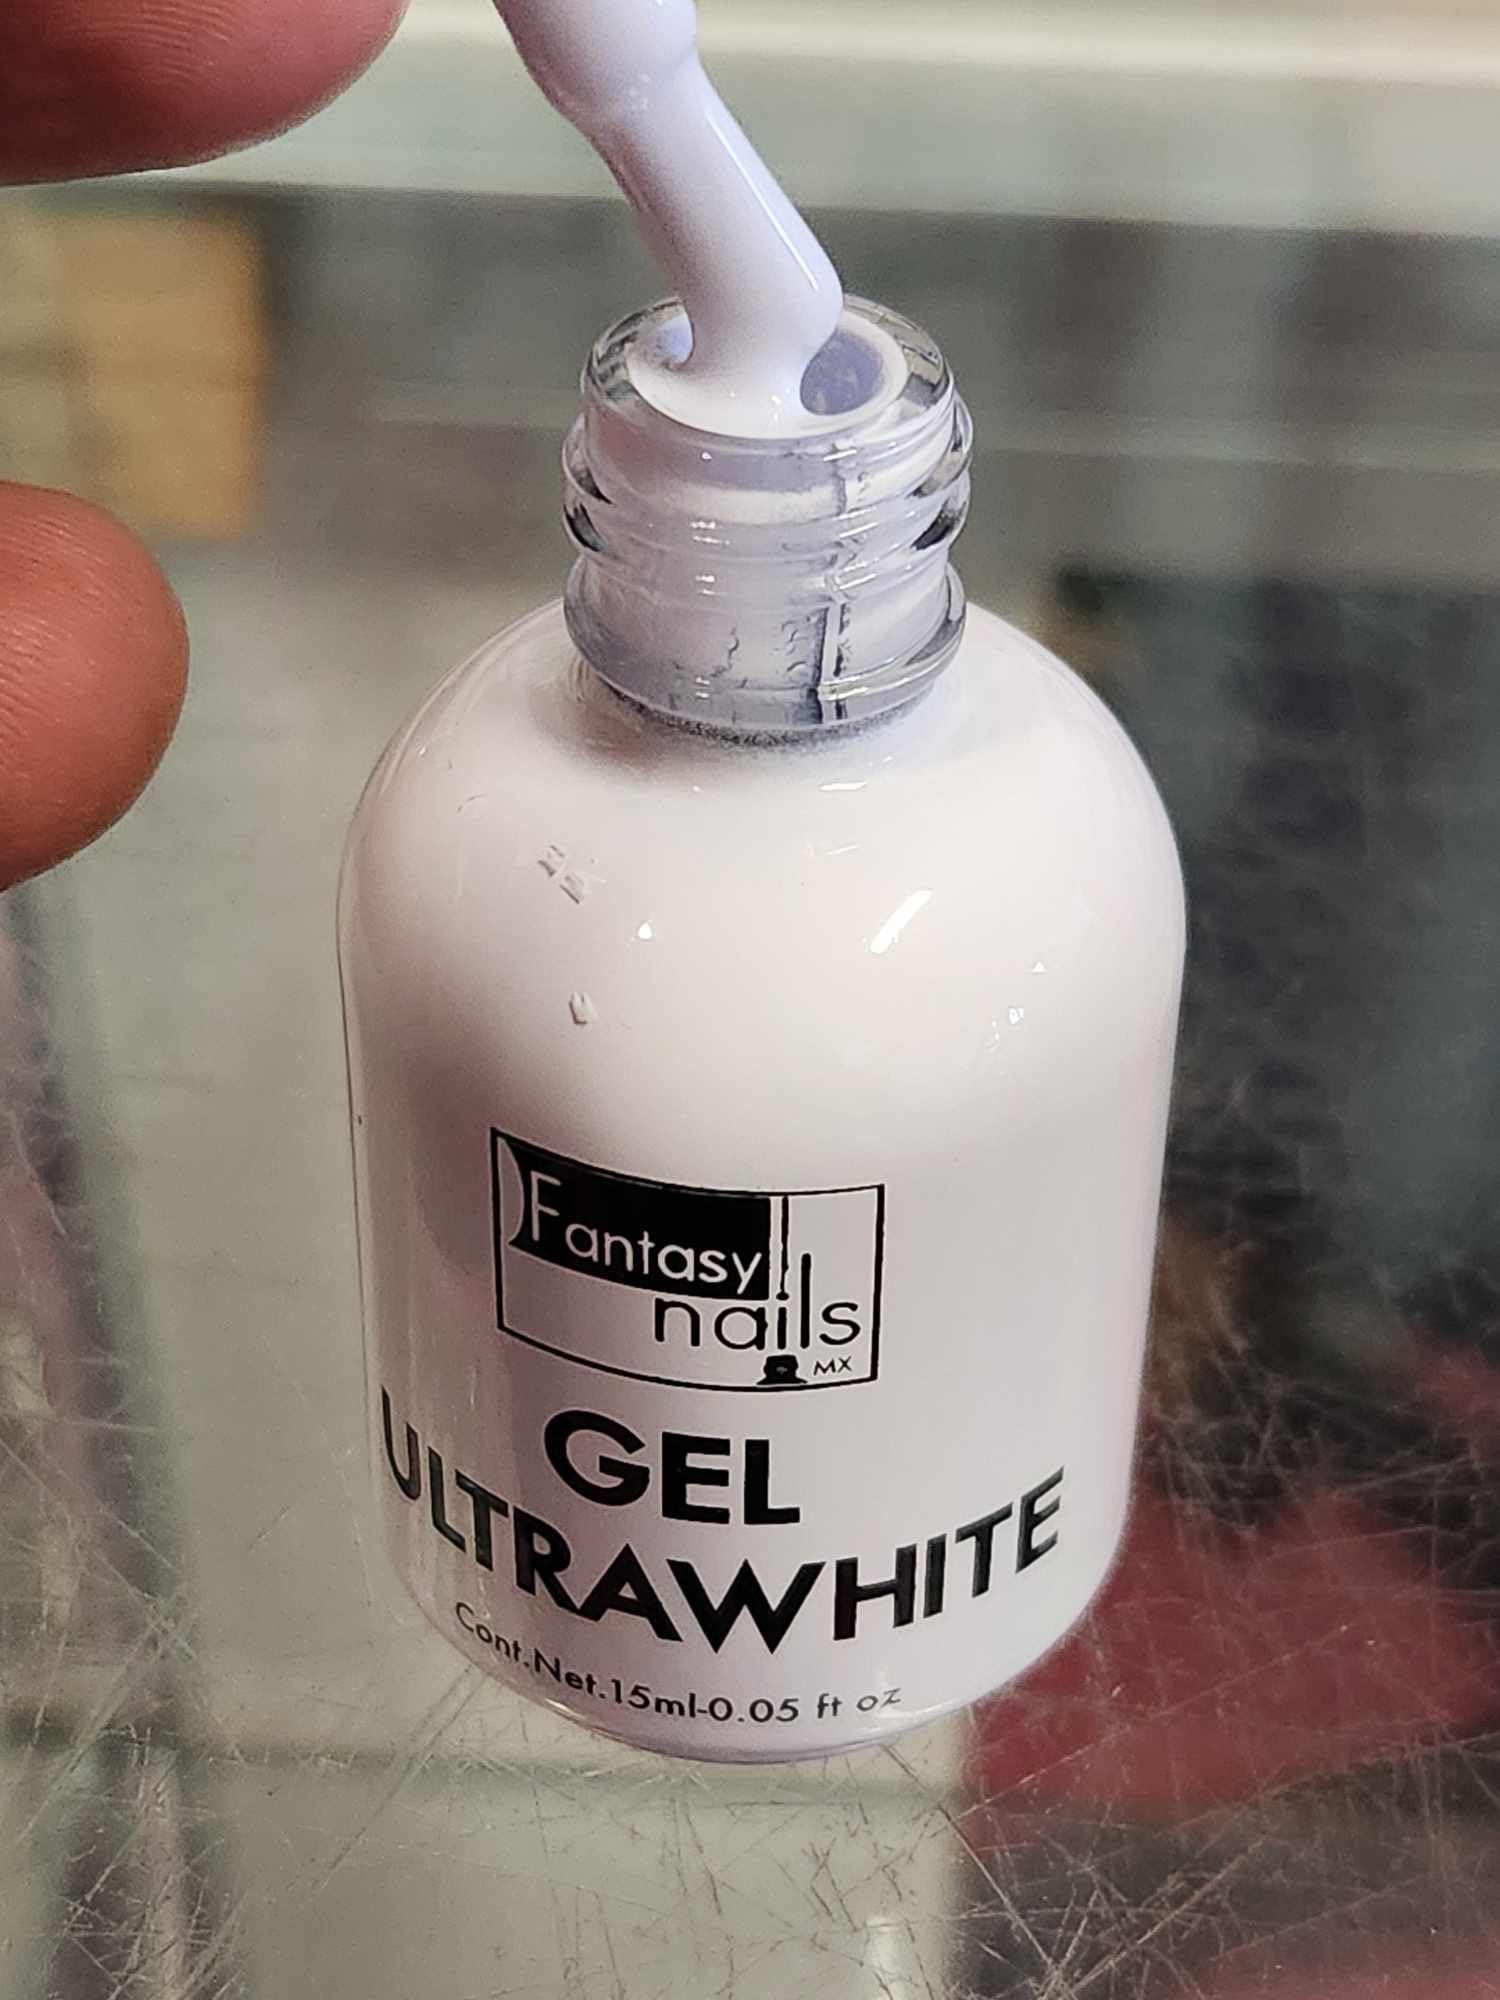 Fantasy
nails
MX
GEL
ULTRAWHITE
Cont.Net.15ml-0.05 ft oz